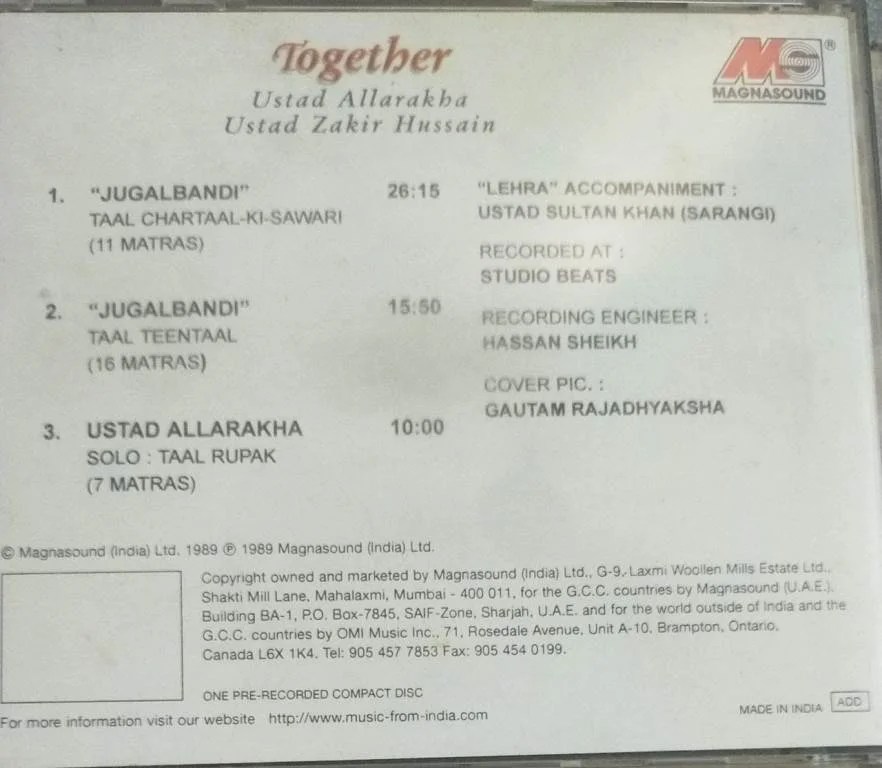 Together
Ustad Allarakha
Ustad Zakir Hussain
MS®
MAGNASOUND
1. "JUGALBANDI" 26:15
TAAL CHARTAAL-KI-SAWARI
(11 MATRAS)
2. "JUGALBANDI" 15:50
TAAL TEENTAAL
(16 MATRAS)
3. USTAD ALLARAKHA 10:00
SOLO : TAAL RUPAK
(7 MATRAS)
"LEHRA" ACCOMPANIMENT :
USTAD SULTAN KHAN (SARANGI)
RECORDED AT :
STUDIO BEATS
RECORDING ENGINEER :
HASSAN SHEIKH
COVER PIC. :
GAUTAM RAJADHYAKSHA
© Magnasound (India) Ltd. 1989 ℗ 1989 Magnasound (India) Ltd.
Copyright owned and marketed by Magnasound (India) Ltd., G-9, Laxmi Woollen Mills Estate Ltd.,
Shakti Mill Lane, Mahalaxmi, Mumbai - 400 011, for the G.C.C. countries by Magnasound (U.A.E.),
Building BA-1, P.O. Box-7845, SAIF-Zone, Sharjah, U.A.E. and for the world outside of India and the
G.C.C. countries by OMI Music Inc., 71, Rosedale Avenue, Unit A-10, Brampton, Ontario,
Canada L6X 1K4. Tel: 905 457 7853 Fax: 905 454 0199.
ONE PRE-RECORDED COMPACT DISC
For more information visit our website http://www.music-from-india.com
MADE IN INDIA ADD